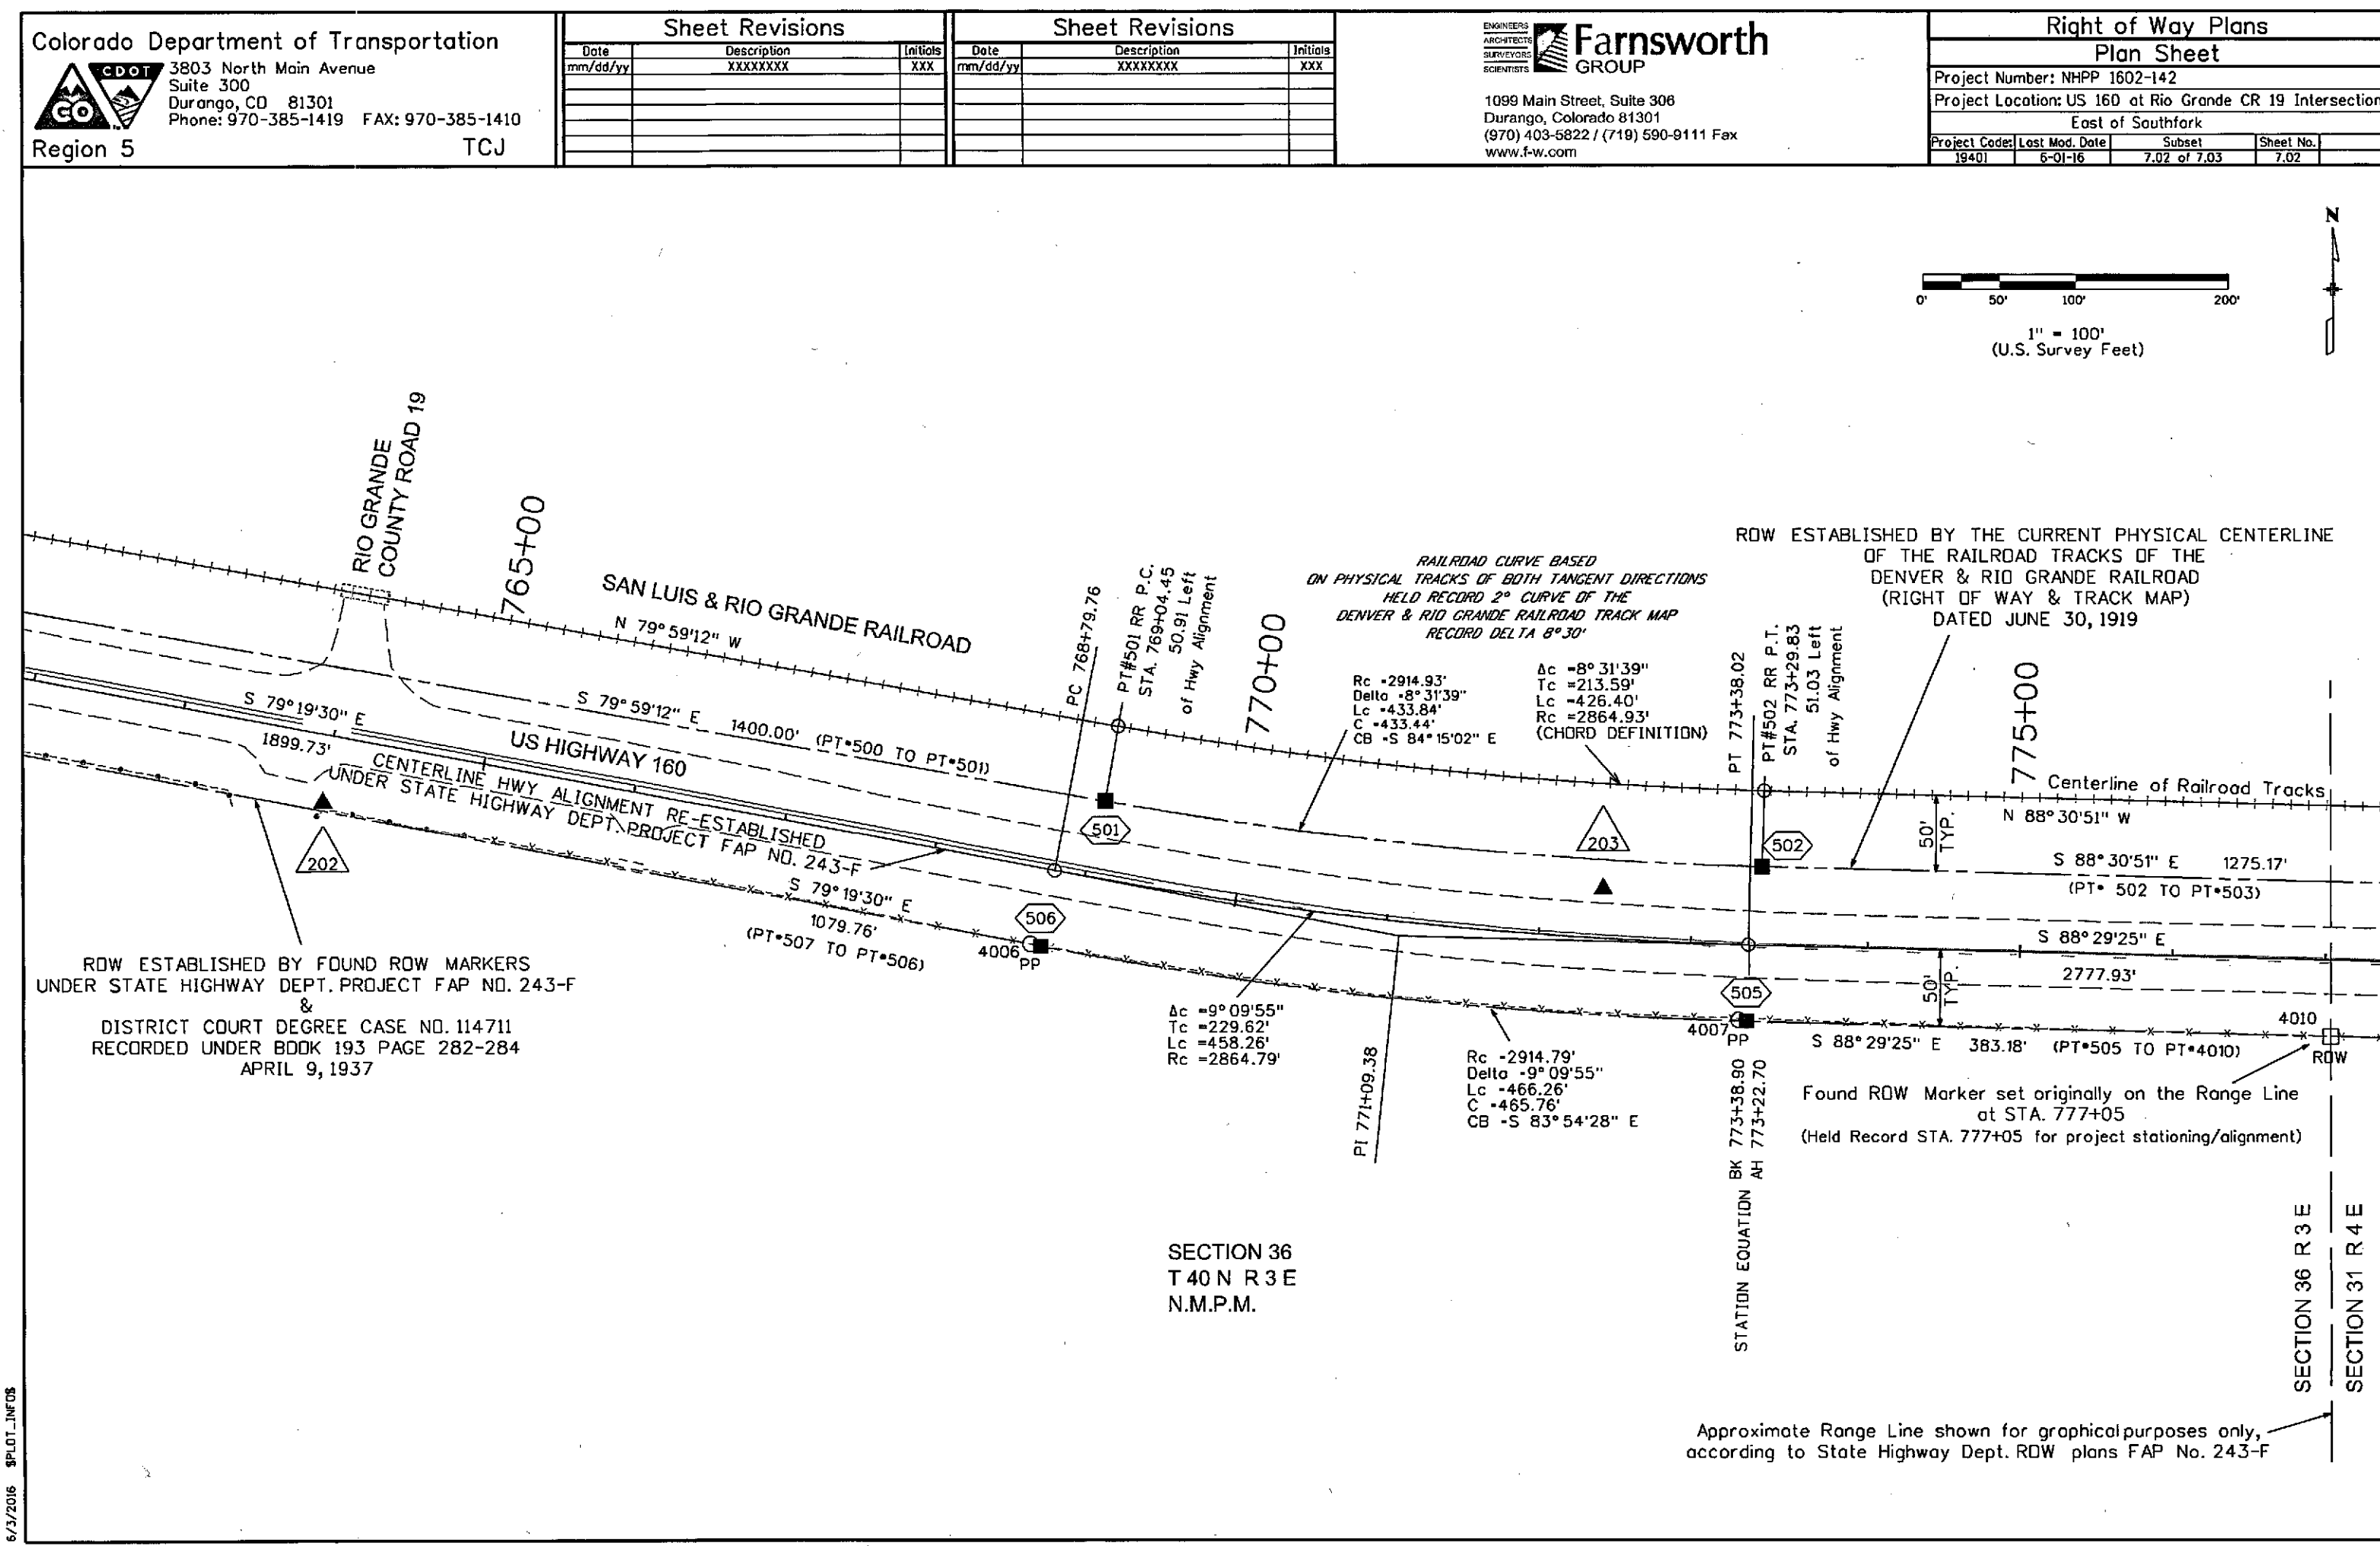 Colorado Department of Transportation
CDOT
CO
3803 North Main Avenue
Suite 300
Durango, CO 81301
Phone: 970-385-1419 FAX: 970-385-1410
Region 5 TCJ
Sheet Revisions
Date Description Initials
mm/dd/yy XXXXXXXX XXX
Sheet Revisions
Date Description Initials
mm/dd/yy XXXXXXXX XXX
ENGINEERS
ARCHITECTS
SURVEYORS
SCIENTISTS
Farnsworth
GROUP
1099 Main Street, Suite 306
Durango, Colorado 81301
(970) 403-5822 / (719) 590-9111 Fax
www.f-w.com
Right of Way Plans
Plan Sheet
Project Number: NHPP 1602-142
Project Location: US 160 at Rio Grande CR 19 Intersection
East of Southfork
Project Code: Last Mod. Date Subset Sheet No.
19401 6-01-16 7.02 of 7.03 7.02
N
0' 50' 100' 200'
1" = 100'
(U.S. Survey Feet)
RIO GRANDE
COUNTY ROAD 19
765+00
SAN LUIS & RIO GRANDE RAILROAD
N 79°59'12" W
PC 768+79.76
PT#501 RR P.C.
STA. 769+04.45
50.91 Left
of Hwy Alignment
770+00
RAILROAD CURVE BASED
ON PHYSICAL TRACKS OF BOTH TANGENT DIRECTIONS
HELD RECORD 2° CURVE OF THE
DENVER & RIO GRANDE RAILROAD TRACK MAP
RECORD DELTA 8°30'
Rc =2914.93'
Delta =8°31'39"
Lc =433.84'
C =433.44'
CB =S 84°15'02" E
Δc =8°31'39"
Tc =213.59'
Lc =426.40'
Rc =2864.93'
(CHORD DEFINITION)
PT 773+38.02
PT#502 RR P.T.
STA. 773+29.83
51.03 Left
of Hwy Alignment
ROW ESTABLISHED BY THE CURRENT PHYSICAL CENTERLINE
OF THE RAILROAD TRACKS OF THE
DENVER & RIO GRANDE RAILROAD
(RIGHT OF WAY & TRACK MAP)
DATED JUNE 30, 1919
775+00
Centerline of Railroad Tracks
N 88°30'51" W
50'
TYP.
S 88°30'51" E 1275.17'
(PT# 502 TO PT#503)
S 79°19'30" E
1899.73'
S 79°59'12" E 1400.00' (PT#500 TO PT#501)
US HIGHWAY 160
CENTERLINE HWY ALIGNMENT RE-ESTABLISHED
UNDER STATE HIGHWAY DEPT. PROJECT FAP NO. 243-F
202
501
203
502
S 79°19'30" E
1079.76'
(PT#507 TO PT#506)
506
4006
PP
S 88°29'25" E
2777.93'
50'
TYP.
505
4007
PP
S 88°29'25" E 383.18' (PT#505 TO PT#4010)
4010
ROW
ROW ESTABLISHED BY FOUND ROW MARKERS
UNDER STATE HIGHWAY DEPT. PROJECT FAP NO. 243-F
&
DISTRICT COURT DEGREE CASE NO. 114711
RECORDED UNDER BOOK 193 PAGE 282-284
APRIL 9, 1937
Δc =9°09'55"
Tc =229.62'
Lc =458.26'
Rc =2864.79'
PI 771+09.38
Rc =2914.79'
Delta =9°09'55"
Lc =466.26'
C =465.76'
CB =S 83°54'28" E
STATION EQUATION BK 773+38.90
AH 773+22.70
Found ROW Marker set originally on the Range Line
at STA. 777+05
(Held Record STA. 777+05 for project stationing/alignment)
SECTION 36
T 40 N R 3 E
N.M.P.M.
SECTION 36 R 3 E
SECTION 31 R 4 E
Approximate Range Line shown for graphical purposes only,
according to State Highway Dept. ROW plans FAP No. 243-F
6/3/2016 $PLOT_INFO$